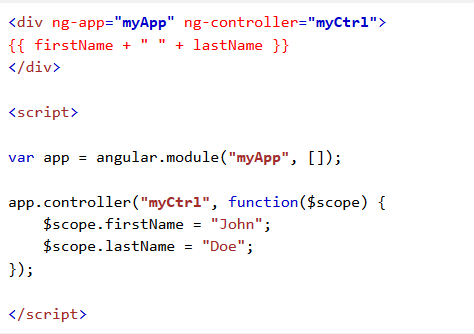 <div ng-app="myApp" ng-controller="myCtrl">
{{ firstName + " " + lastName }}
</div>

<script>

var app = angular.module("myApp", []);

app.controller("myCtrl", function($scope) {
    $scope.firstName = "John";
    $scope.lastName = "Doe";
});

</script>